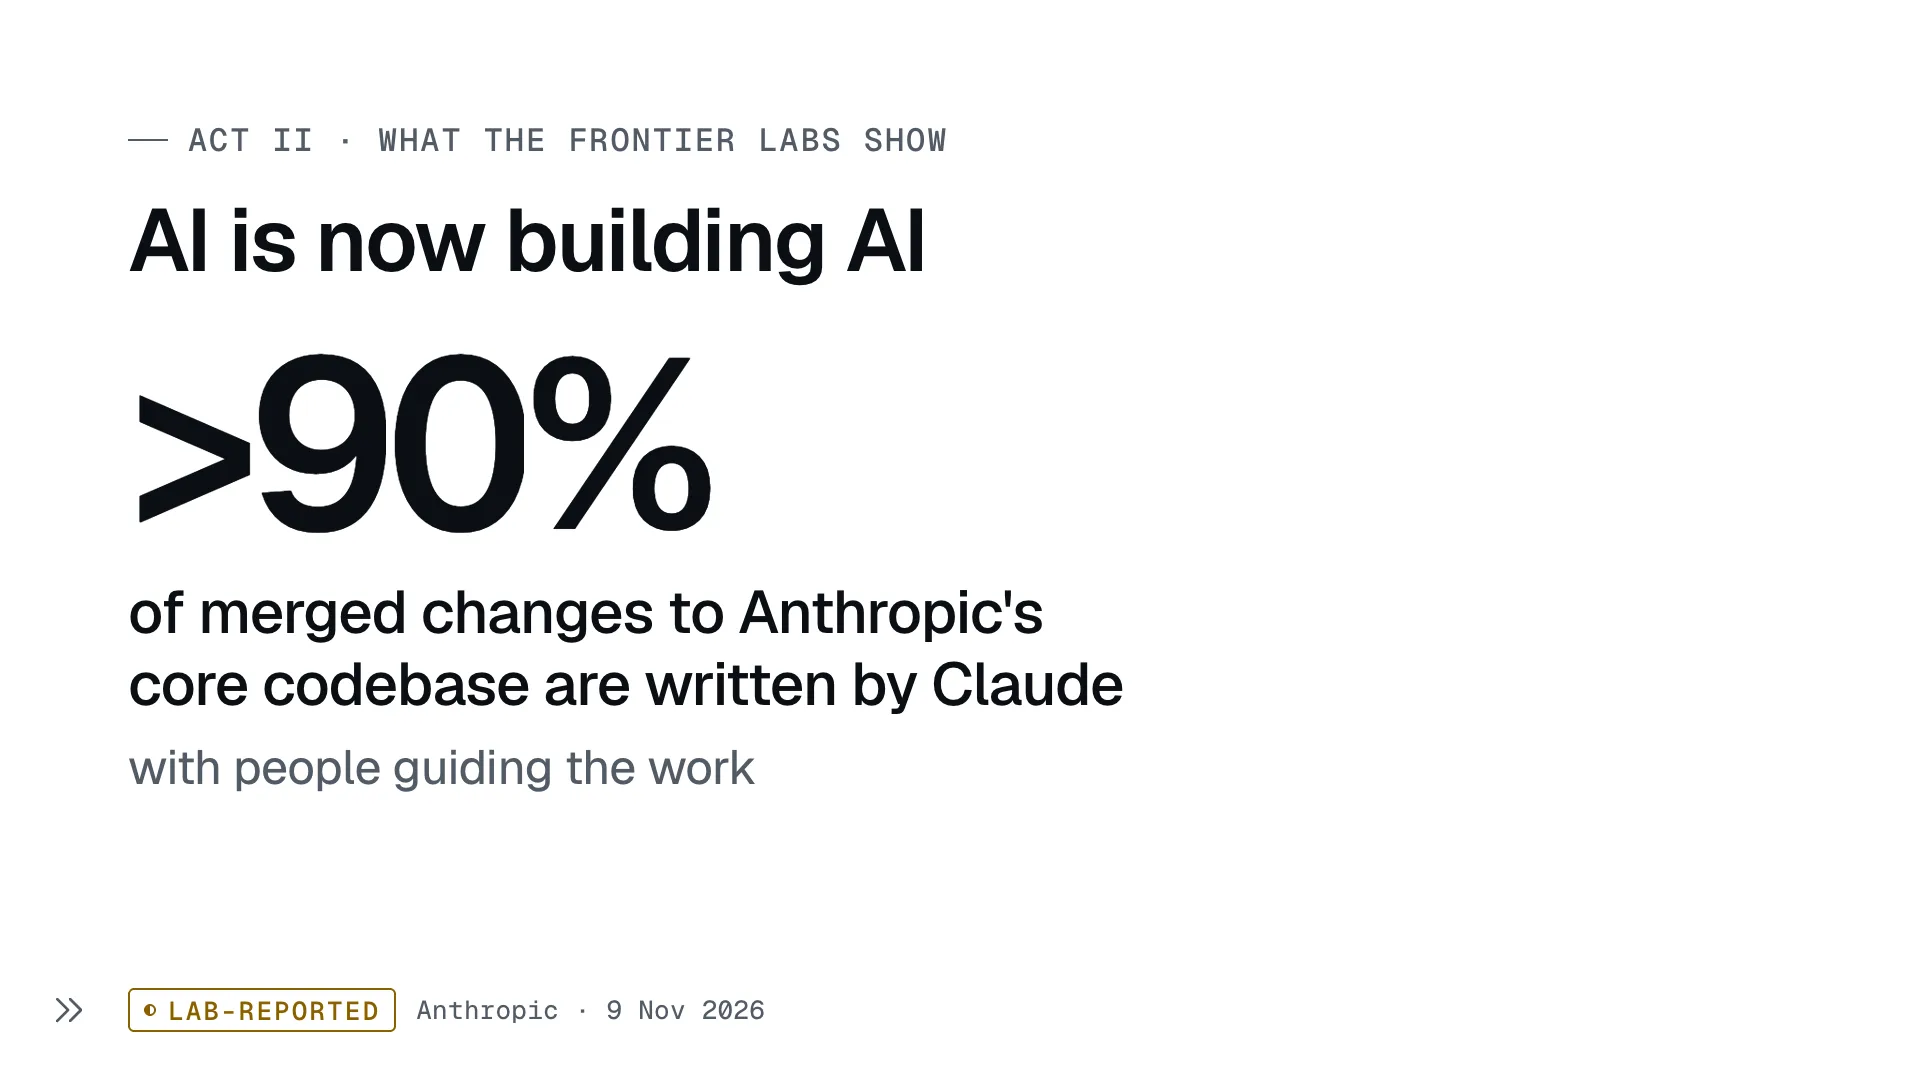 ACT II · WHAT THE FRONTIER LABS SHOW
AI is now building AI
>90%
of merged changes to Anthropic's
core codebase are written by Claude
with people guiding the work
LAB-REPORTED Anthropic · 9 Nov 2026